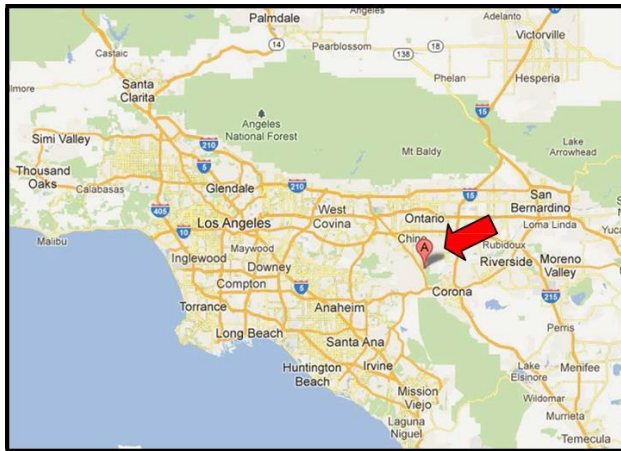 Angeles
Adelanto
15
Palmdale
Victorville
14
Castaic
Pearblossom
138
18
Phelan
Hesperia
Santa
Clarita
lmore
15
Angeles
National Forest
Simi Valley
210
5
Mt Baldy
Lake
Arrowhead
Thousand
Oaks
Calabasas
Glendale
210
15
San
Bernardino
405
West
Covina
Ontario
Los Angeles
Loma Linda
Yuca
Malibu
10
Maywood
Chino
A
Rubidoux
Inglewood
Downey
Riverside
Moreno
Valley
Compton
5
Corona
215
Torrance
Anaheim
Long Beach
Santa Ana
Perris
Huntington
Beach
Irvine
Lake
Elsinore
Menifee
Mission
Viejo
Wildomar
Laguna
Niguel
Murrieta
Temecula